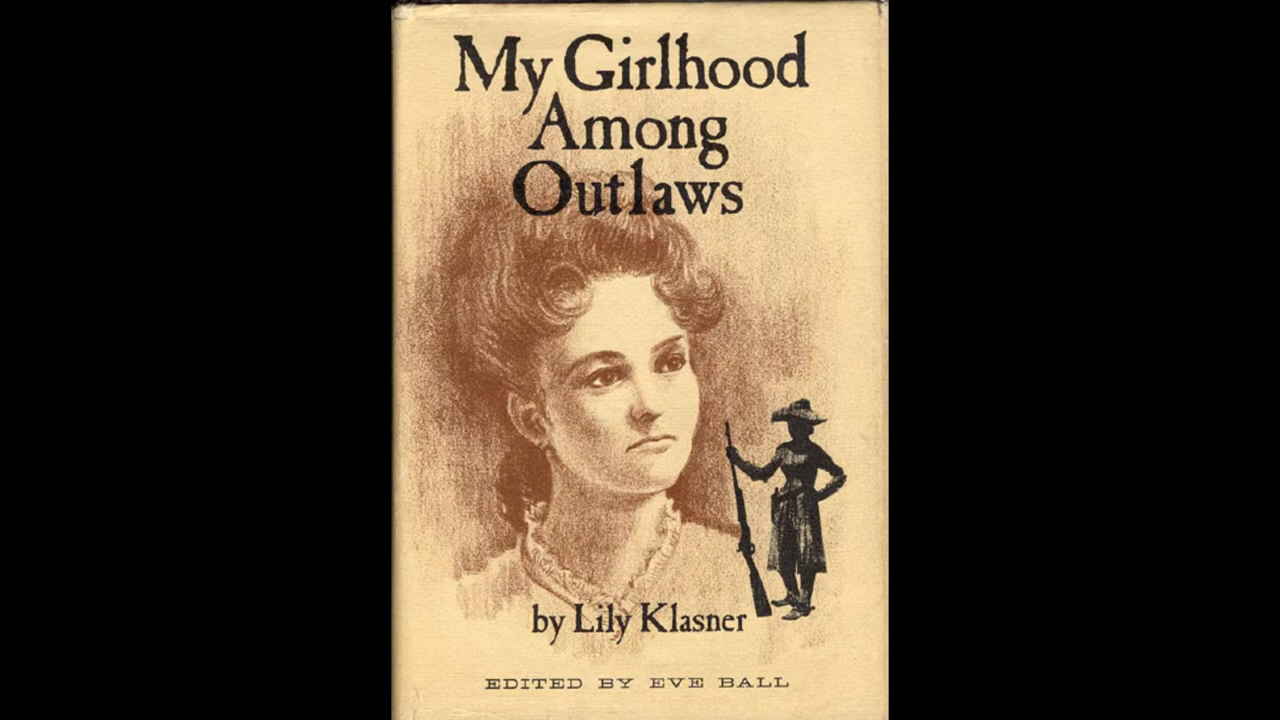 My Girlhood
Among
Outlaws
by Lily Klasner
EDITED BY EVE BALL